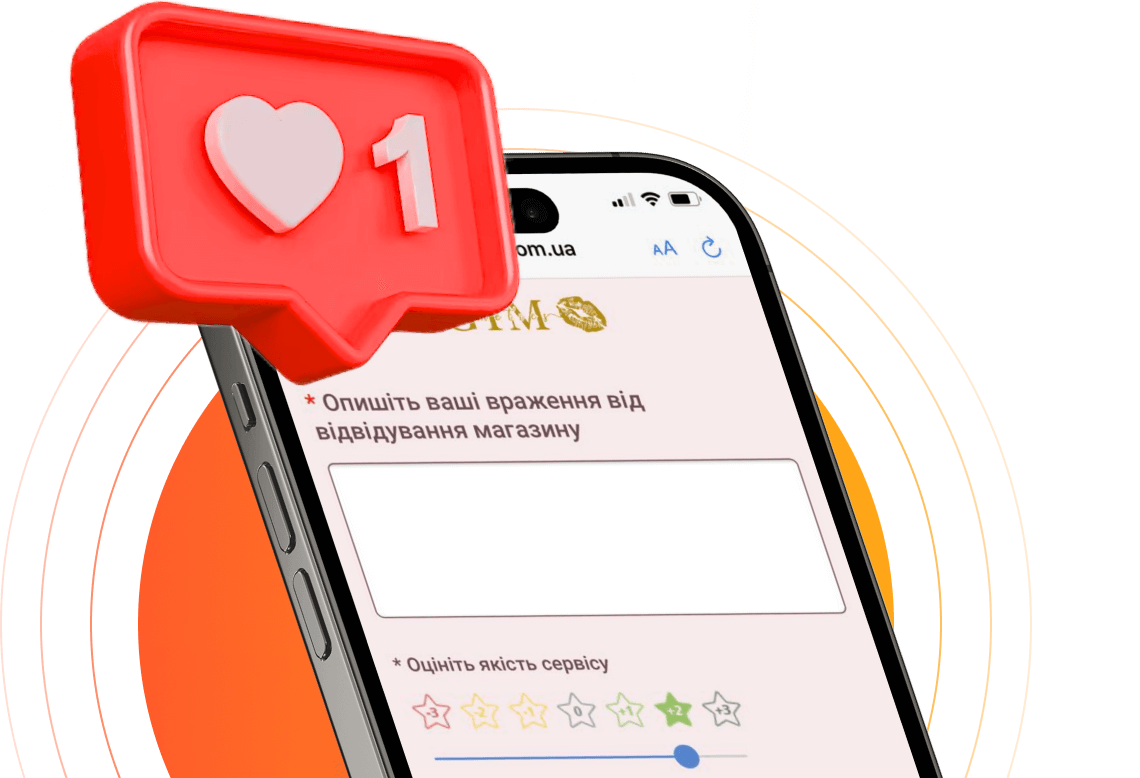 1
om.ua
AA
* Опишіть ваші враження від
відвідування магазину
* Оцініть якість сервісу
-3 -2 -1 0 +1 +2 +3